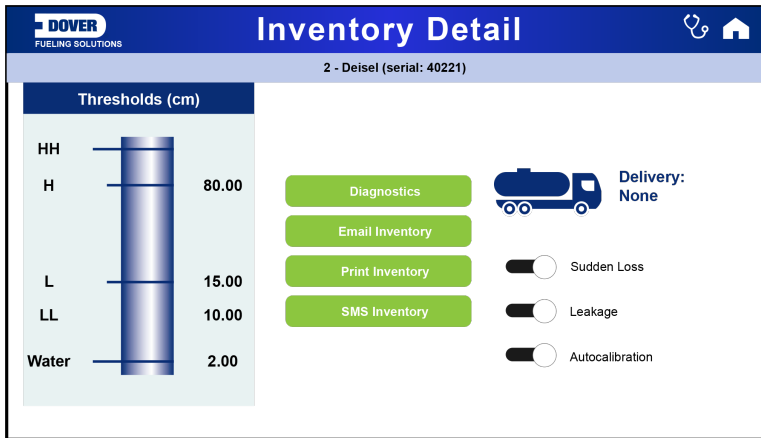 DOVER
FUELING SOLUTIONS
Inventory Detail
2 - Deisel (serial: 40221)
Thresholds (cm)
HH
H 80.00
L 15.00
LL 10.00
Water 2.00
Diagnostics
Email Inventory
Print Inventory
SMS Inventory
Delivery:
None
Sudden Loss
Leakage
Autocalibration